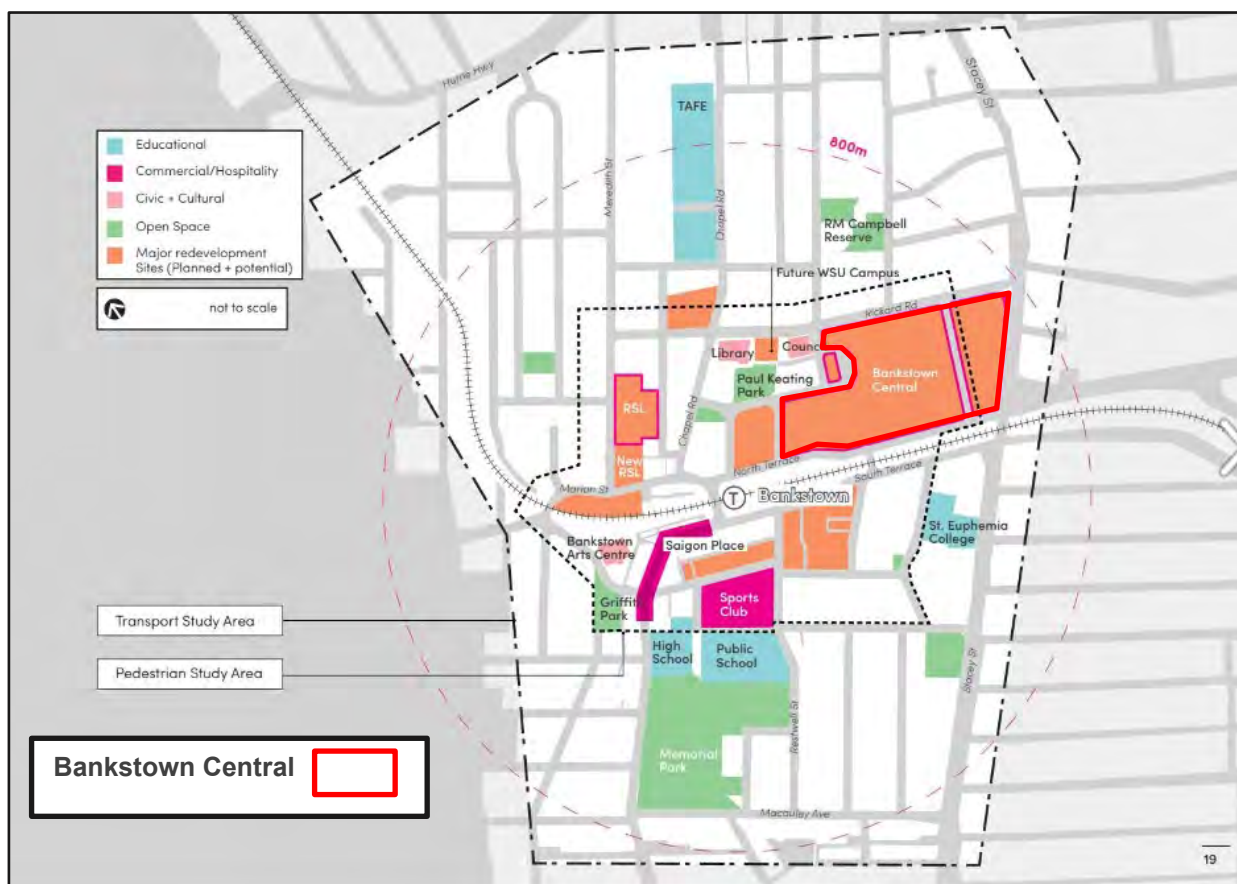 Hume Hwy
Stacey St
TAFE
Educational
Commercial/Hospitality
Civic + Cultural
Open Space
Major redevelopment
Sites (Planned + potential)
not to scale
800m
Meredith St
Chapel Rd
RM Campbell
Reserve
Future WSU Campus
Rickard Rd
Library
Counc
Paul Keating
Park
Bankstown
Central
RSL
Chapel Rd
New
RSL
North Terrace
South Terrace
Marion St
T
Bankstown
Bankstown
Arts Centre
Saigon Place
St. Euphemia
College
Griffith
Park
Sports
Club
Transport Study Area
High
School
Public
School
Pedestrian Study Area
Stacey St
Restwell St
Memorial
Park
Bankstown Central
Macauley Ave
19